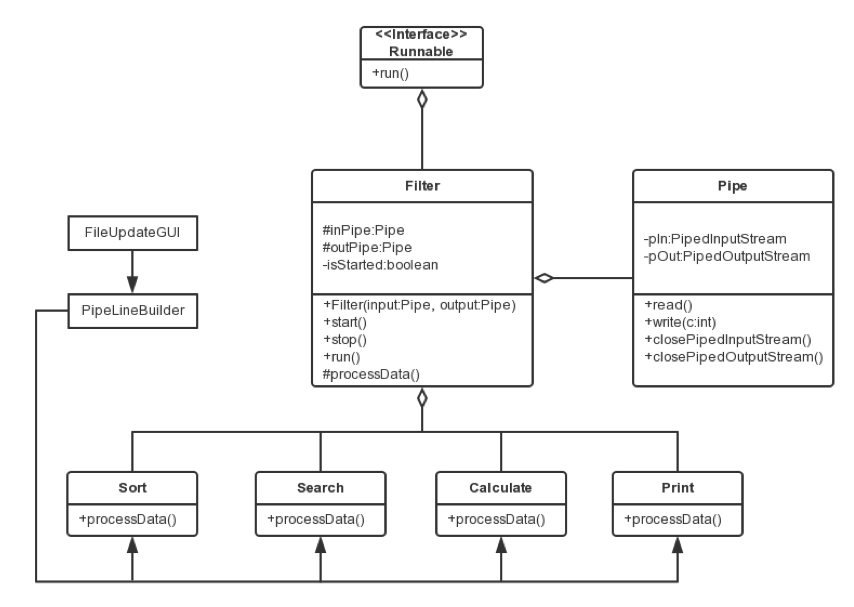 <<Interface>>
Runnable
+run()
Filter
#inPipe:Pipe
#outPipe:Pipe
-isStarted:boolean
+Filter(input:Pipe, output:Pipe)
+start()
+stop()
+run()
#processData()
Pipe
-pIn:PipedInputStream
-pOut:PipedOutputStream
+read()
+write(c:int)
+closePipedInputStream()
+closePipedOutputStream()
FileUpdateGUI
PipeLineBuilder
Sort
+processData()
Search
+processData()
Calculate
+processData()
Print
+processData()